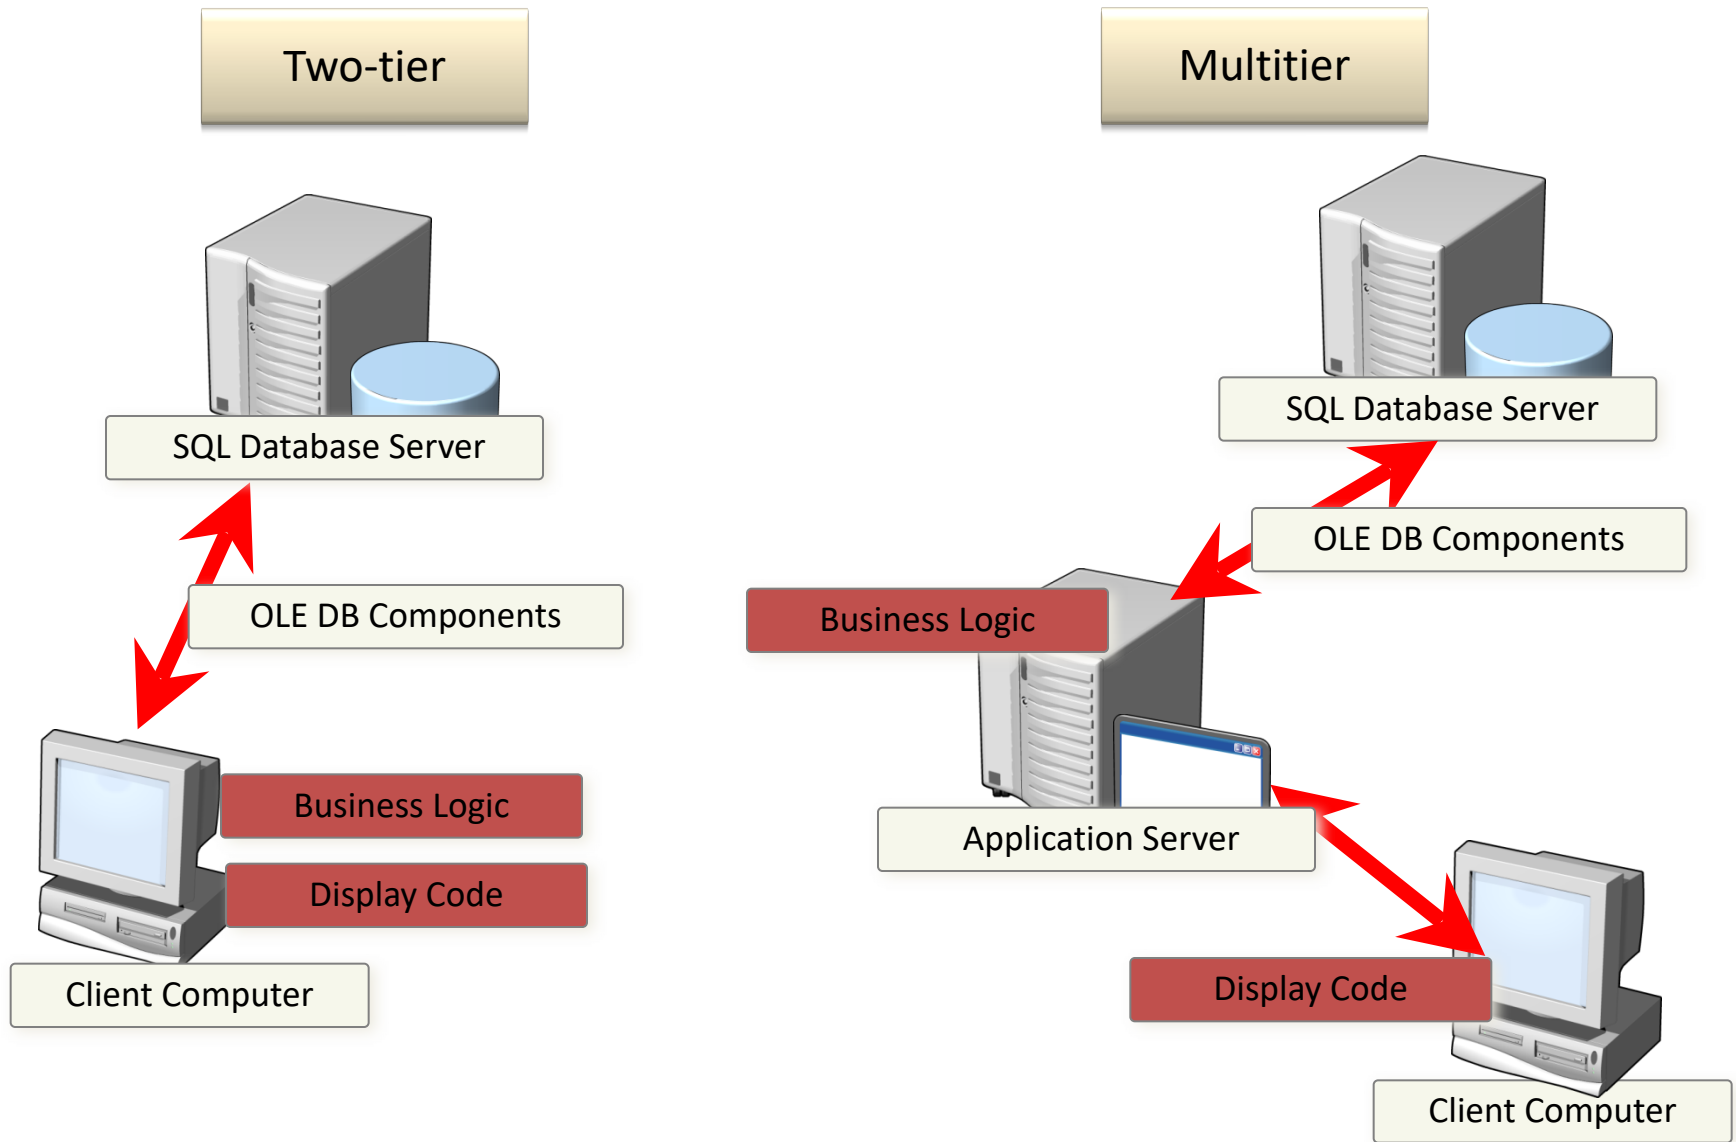 Two-tier
SQL Database Server
OLE DB Components
Business Logic
Display Code
Client Computer
Multitier
SQL Database Server
OLE DB Components
Business Logic
Application Server
Display Code
Client Computer